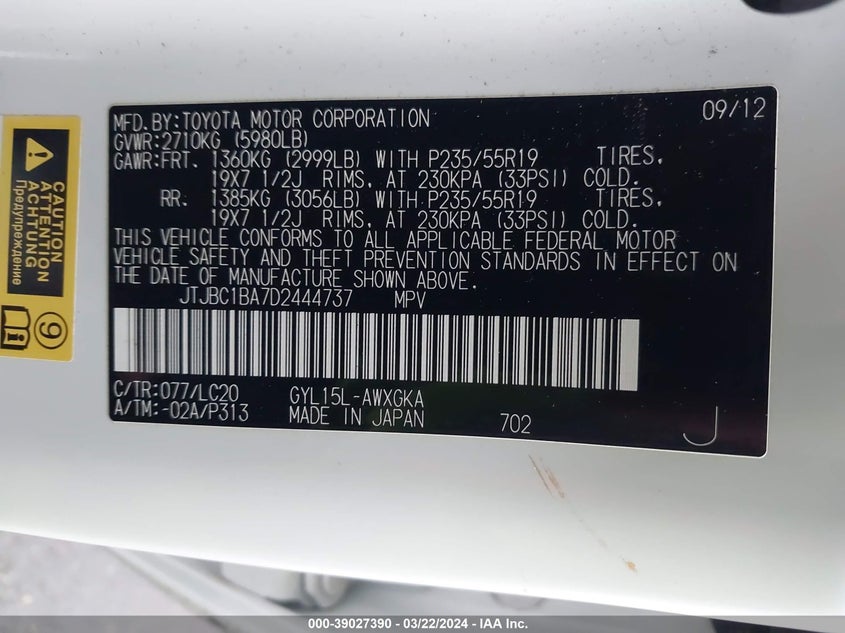 MFD.BY:TOYOTA MOTOR CORPORATION 09/12
GVWR:2710KG (5980LB)
GAWR:FRT. 1360KG (2999LB) WITH P235/55R19 TIRES,
19X7 1/2J RIMS, AT 230KPA (33PSI) COLD.
RR. 1385KG (3056LB) WITH P235/55R19 TIRES,
19X7 1/2J RIMS, AT 230KPA (33PSI) COLD.
THIS VEHICLE CONFORMS TO ALL APPLICABLE FEDERAL MOTOR
VEHICLE SAFETY AND THEFT PREVENTION STANDARDS IN EFFECT ON
THE DATE OF MANUFACTURE SHOWN ABOVE.
JTJBC1BA7D2444737 MPV
C/TR:077/LC20 GYL15L-AWXGKA
A/TM:-02A/P313 MADE IN JAPAN 702 J
CAUTION
ATTENTION
ACHTUNG
Предупреждение
9
i
000-39027390 - 03/22/2024 - IAA Inc.